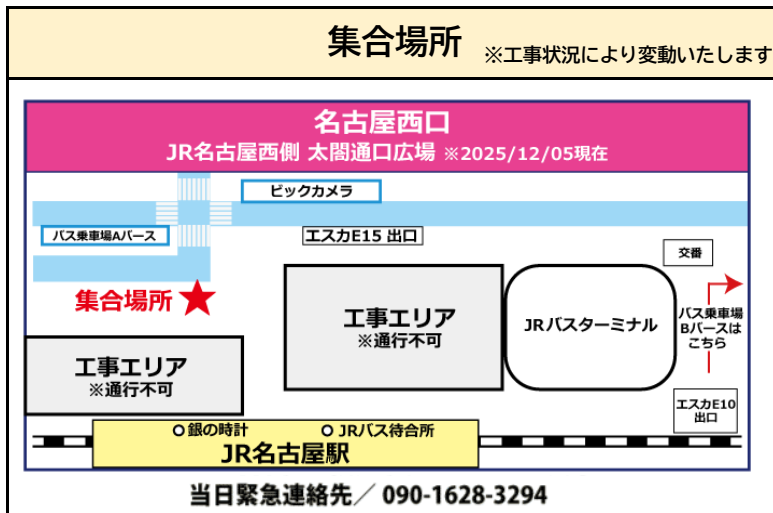 集合場所 ※工事状況により変動いたします
名古屋西口
JR名古屋西側 太閤通口広場 ※2025/12/05現在
ビックカメラ
バス乗車場Aバース
エスカE15 出口
交番
集合場所
工事エリア
※通行不可
JRバスターミナル
バス乗車場
Bバースは
こちら
工事エリア
※通行不可
エスカE10
出口
銀の時計
JRバス待合所
JR名古屋駅
当日緊急連絡先／ 090-1628-3294